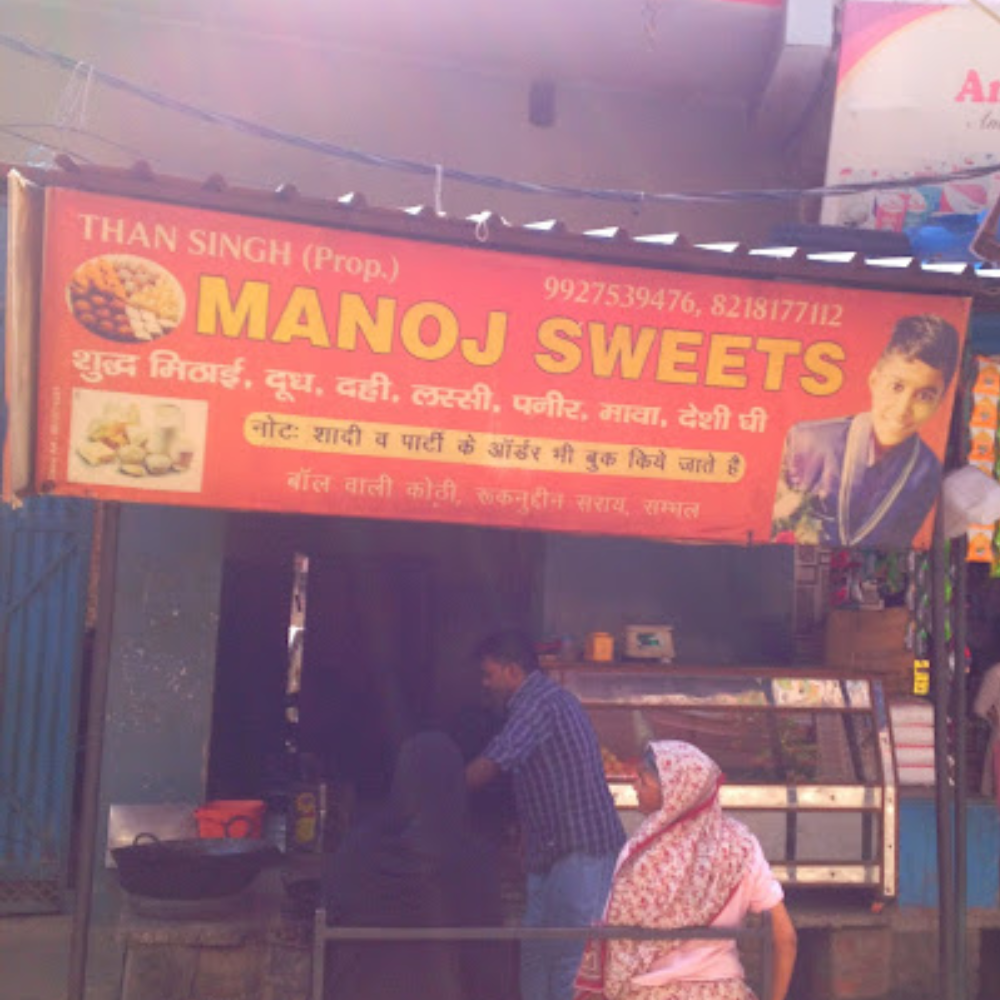 THAN SINGH (Prop.)
9927539476, 8218177112
MANOJ SWEETS
शुद्ध मिठाई, दूध, दही, लस्सी, पनीर, मावा, देशी घी
नोटः शादी व पार्टी के ऑर्डर भी बुक किये जाते है
बॉल वाली कोठी, रूकनुद्दीन सराय, सम्भल